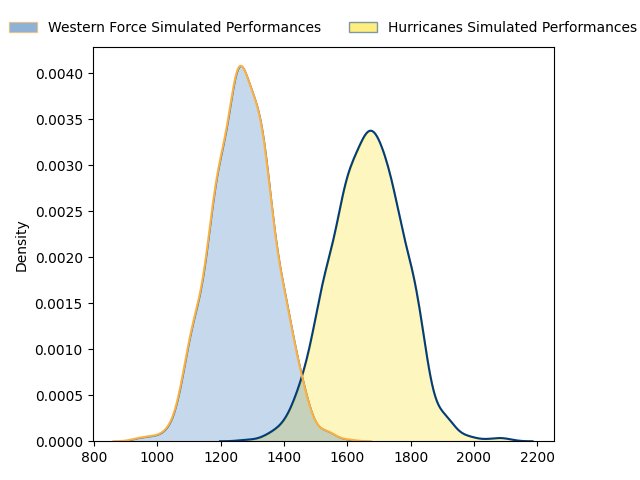 Western Force Simulated Performances
Hurricanes Simulated Performances
0.0040
0.0035
0.0030
0.0025
0.0020
0.0015
0.0010
0.0005
0.0000
Density
800 1000 1200 1400 1600 1800 2000 2200